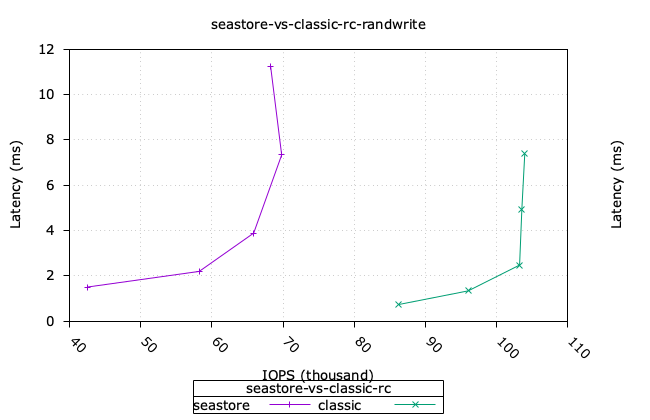 seastore-vs-classic-rc-randwrite
12
10
8
6
4
2
0
Latency (ms)
Latency (ms)
40 50 60 70 80 90 100 110
IOPS (thousand)
seastore-vs-classic-rc
seastore classic